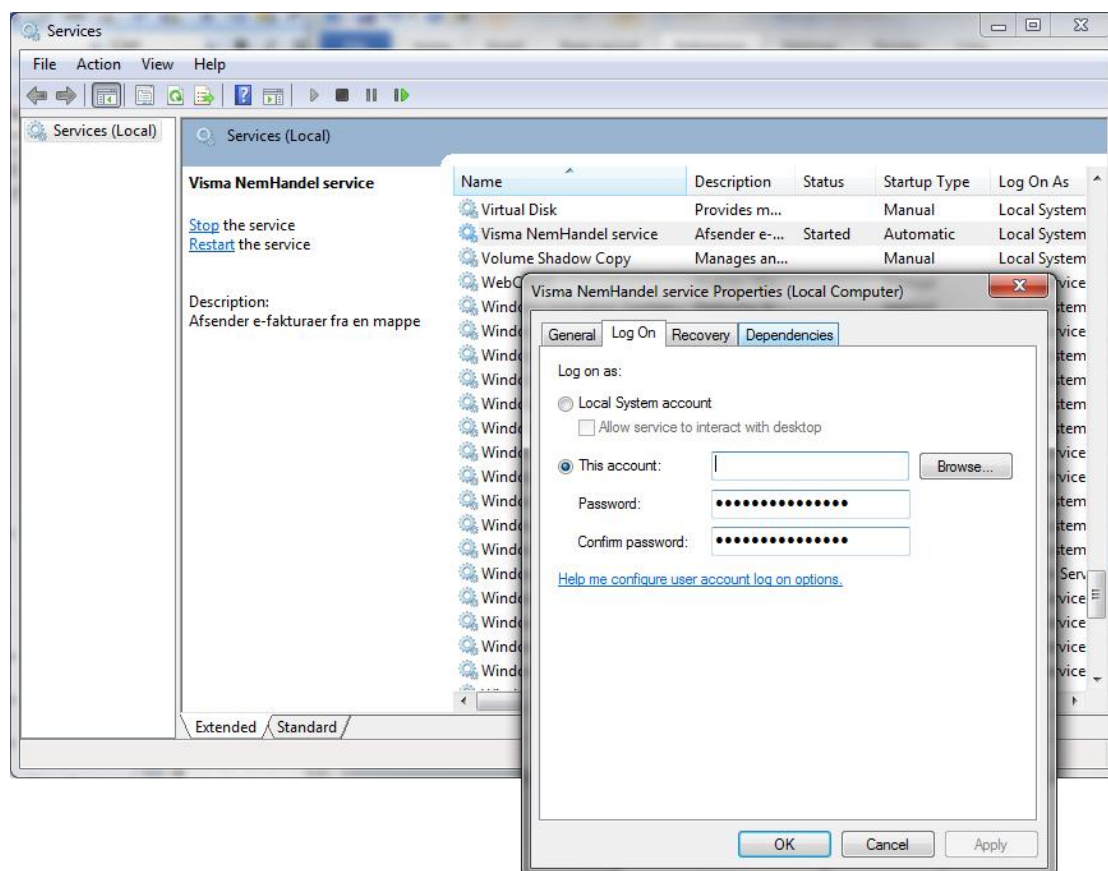 Services
File Action View Help
Services (Local)
Services (Local)
Visma NemHandel service
Stop the service
Restart the service
Description:
Afsender e-fakturaer fra en mappe
Name Description Status Startup Type Log On As
Virtual Disk Provides m... Manual Local System
Visma NemHandel service Afsender e-... Started Automatic Local System
Volume Shadow Copy Manages an... Manual Local System
Extended Standard
Visma NemHandel service Properties (Local Computer)
General Log On Recovery Dependencies
Log on as:
Local System account
Allow service to interact with desktop
This account: Browse...
Password:
Confirm password:
Help me configure user account log on options.
OK Cancel Apply